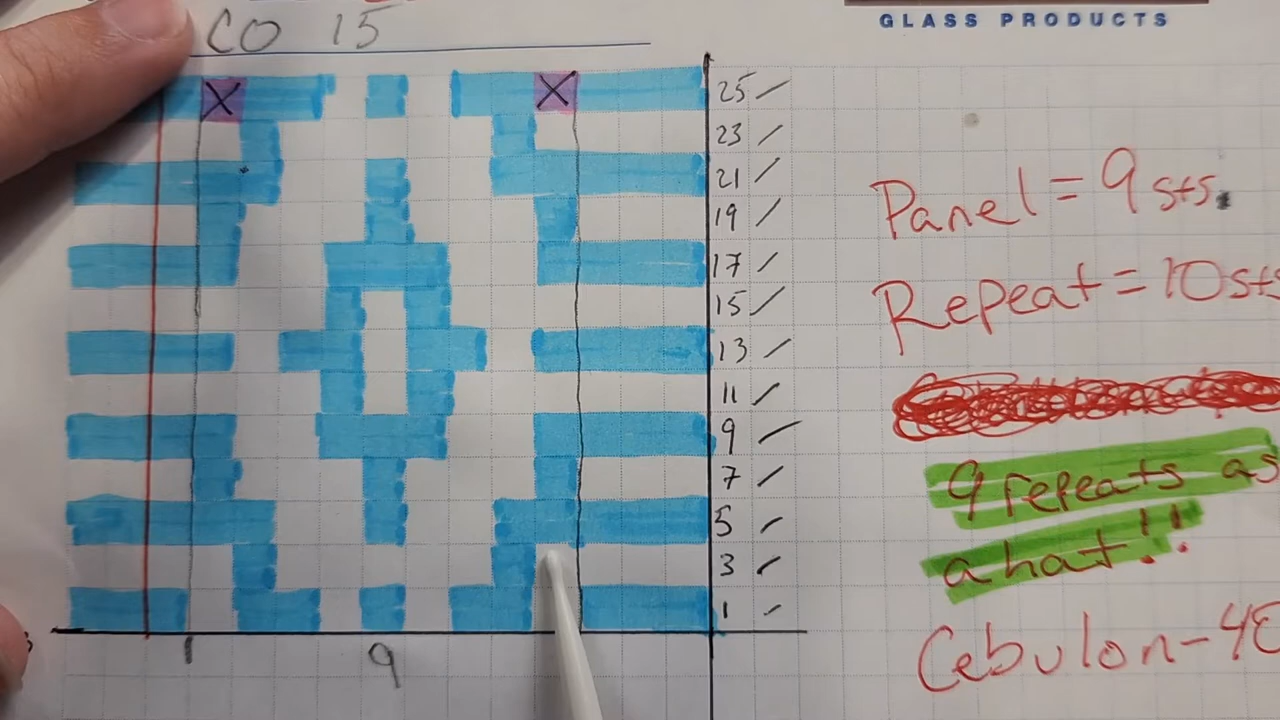 CO 15
GLASS PRODUCTS
X X 25
23
21
19
17
15
13
11
9
7
5
3
1
1 9
Panel = 9 sts.
Repeat = 10 sts
9 repeats as
a hat!!
Cebulon-